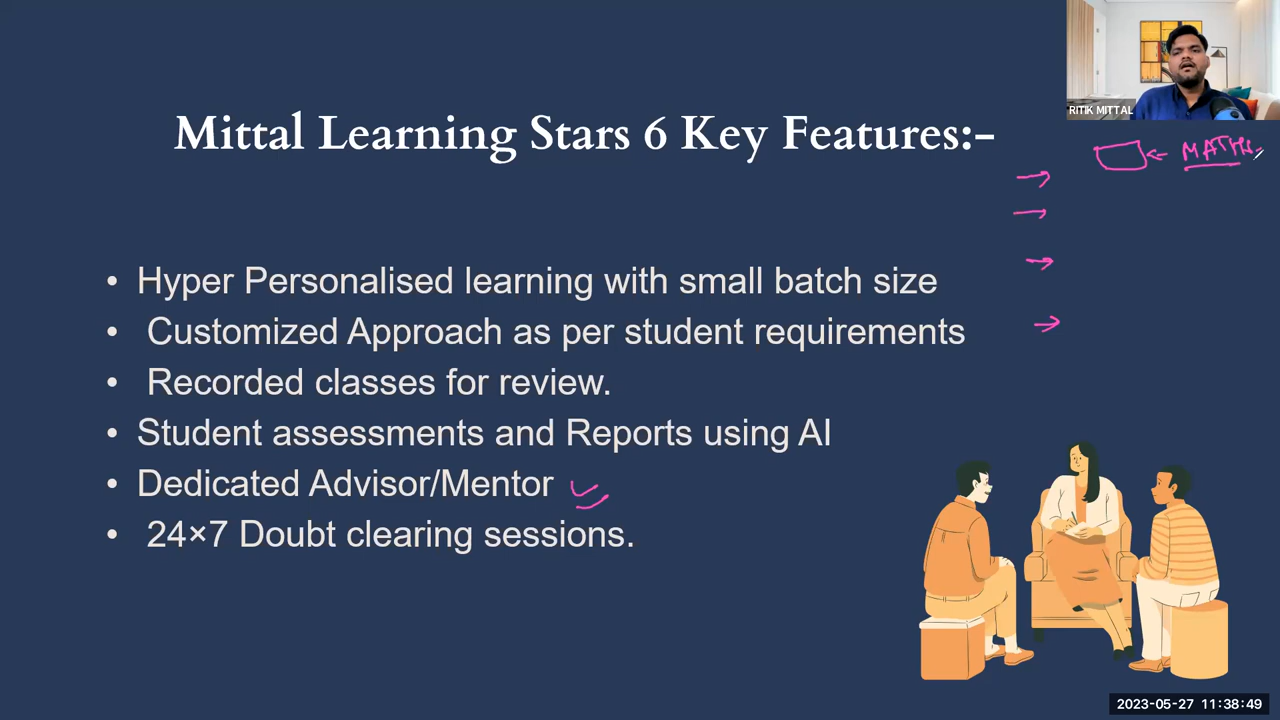 RITIK MITTAL
Mittal Learning Stars 6 Key Features:-
MATHS
• Hyper Personalised learning with small batch size
• Customized Approach as per student requirements
• Recorded classes for review.
• Student assessments and Reports using AI
• Dedicated Advisor/Mentor
• 24×7 Doubt clearing sessions.
2023-05-27 11:38:49